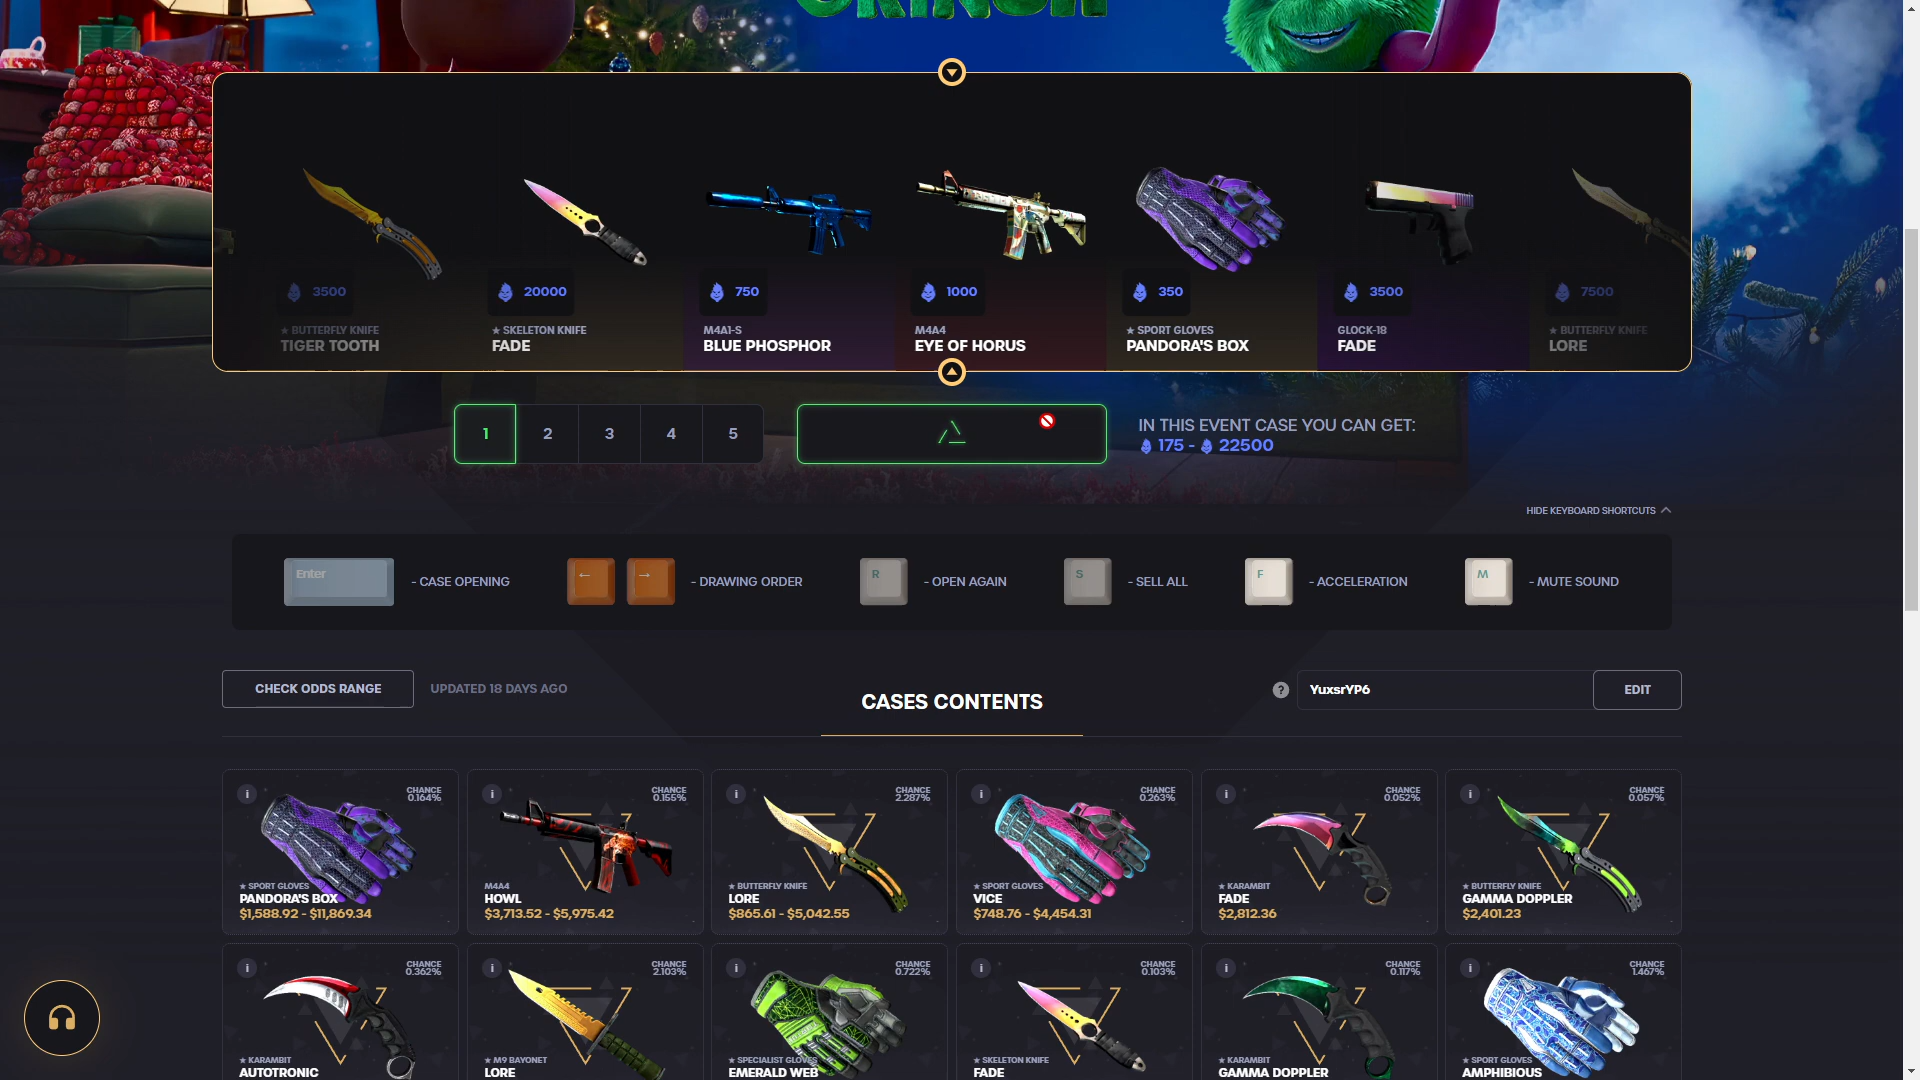 GRINCH
3500
★ BUTTERFLY KNIFE
TIGER TOOTH
20000
★ SKELETON KNIFE
FADE
750
M4A1-S
BLUE PHOSPHOR
1000
M4A4
EYE OF HORUS
350
★ SPORT GLOVES
PANDORA'S BOX
3500
GLOCK-18
FADE
7500
★ BUTTERFLY KNIFE
LORE
1 2 3 4 5
IN THIS EVENT CASE YOU CAN GET:
175 - 22500
HIDE KEYBOARD SHORTCUTS
Enter - CASE OPENING
← → - DRAWING ORDER
R - OPEN AGAIN
S - SELL ALL
F - ACCELERATION
M - MUTE SOUND
CHECK ODDS RANGE
UPDATED 18 DAYS AGO
CASES CONTENTS
?
YuxsrYP6
EDIT
i
CHANCE
0.164%
★ SPORT GLOVES
PANDORA'S BOX
$1,588.92 - $11,869.34
i
CHANCE
0.155%
M4A4
HOWL
$3,713.52 - $5,975.42
i
CHANCE
2.287%
★ BUTTERFLY KNIFE
LORE
$865.61 - $5,042.55
i
CHANCE
0.263%
★ SPORT GLOVES
VICE
$748.76 - $4,454.31
i
CHANCE
0.052%
★ KARAMBIT
FADE
$2,812.36
i
CHANCE
0.057%
★ BUTTERFLY KNIFE
GAMMA DOPPLER
$2,401.23
i
CHANCE
0.362%
★ KARAMBIT
AUTOTRONIC
i
CHANCE
2.103%
★ M9 BAYONET
LORE
i
CHANCE
0.722%
★ SPECIALIST GLOVES
EMERALD WEB
i
CHANCE
0.103%
★ SKELETON KNIFE
FADE
i
CHANCE
0.117%
★ KARAMBIT
GAMMA DOPPLER
i
CHANCE
1.467%
★ SPORT GLOVES
AMPHIBIOUS